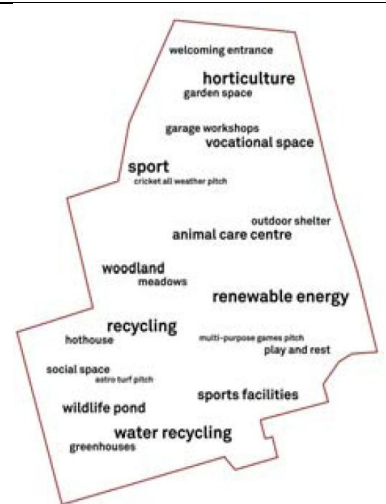 welcoming entrance
horticulture
garden space
garage workshops
vocational space
sport
cricket all weather pitch
outdoor shelter
animal care centre
woodland
meadows
renewable energy
recycling
multi-purpose games pitch
hothouse
play and rest
social space
astro turf pitch
sports facilities
wildlife pond
water recycling
greenhouses